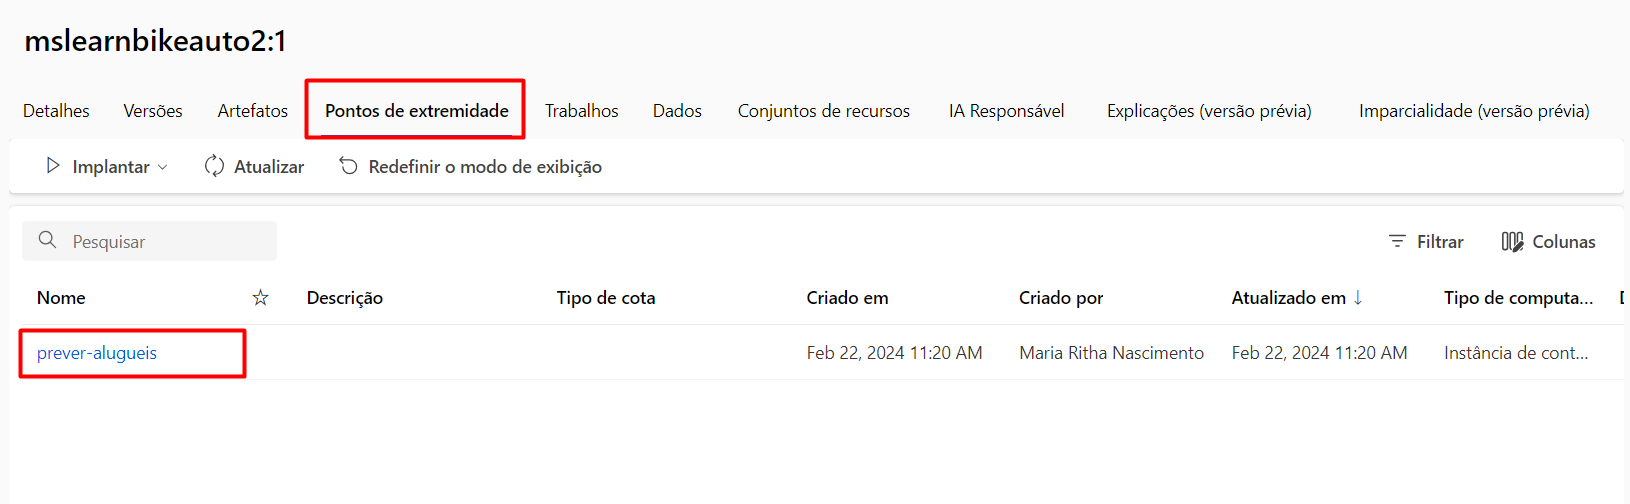 mslearnbikeauto2:1
Detalhes Versões Artefatos Pontos de extremidade Trabalhos Dados Conjuntos de recursos IA Responsável Explicações (versão prévia) Imparcialidade (versão prévia)
Implantar Atualizar Redefinir o modo de exibição
Pesquisar Filtrar Colunas
Nome Descrição Tipo de cota Criado em Criado por Atualizado em ↓ Tipo de computa...
prever-alugueis Feb 22, 2024 11:20 AM Maria Ritha Nascimento Feb 22, 2024 11:20 AM Instância de cont...